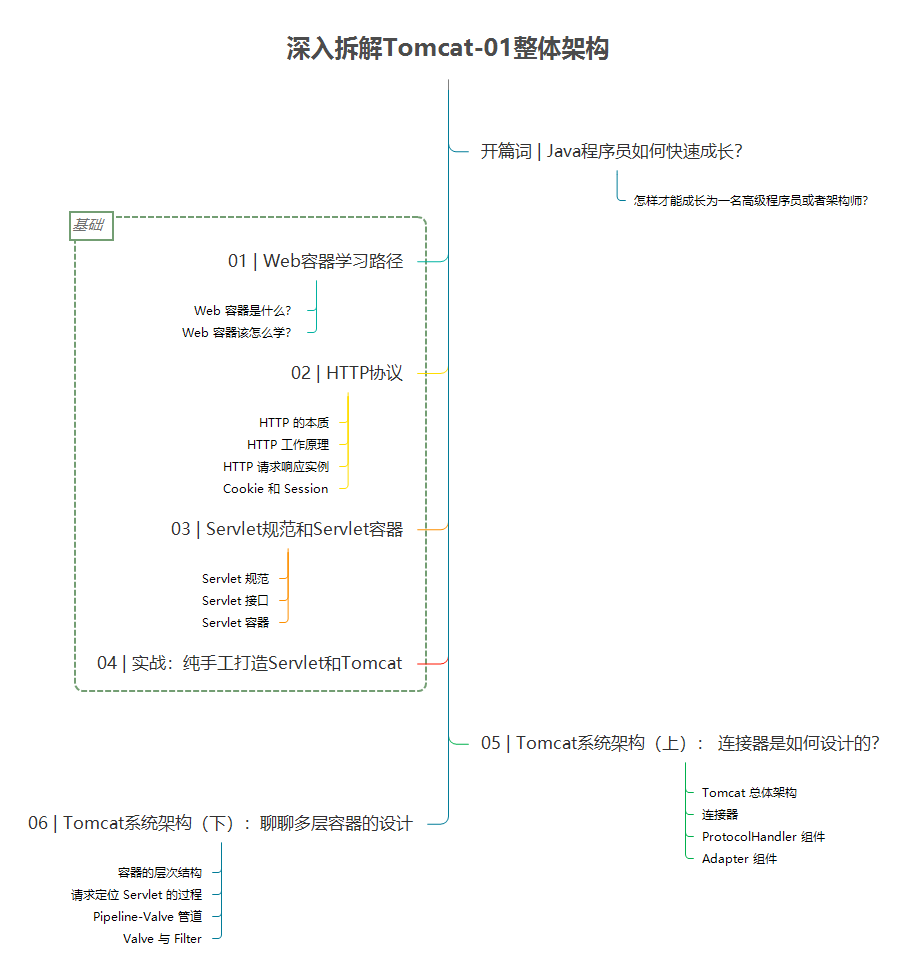 深入拆解Tomcat-01整体架构
开篇词 | Java程序员如何快速成长？
怎样才能成长为一名高级程序员或者架构师？
基础
01 | Web容器学习路径
Web 容器是什么？
Web 容器该怎么学？
02 | HTTP协议
HTTP 的本质
HTTP 工作原理
HTTP 请求响应实例
Cookie 和 Session
03 | Servlet规范和Servlet容器
Servlet 规范
Servlet 接口
Servlet 容器
04 | 实战：纯手工打造Servlet和Tomcat
05 | Tomcat系统架构（上）： 连接器是如何设计的？
Tomcat 总体架构
连接器
ProtocolHandler 组件
Adapter 组件
06 | Tomcat系统架构（下）：聊聊多层容器的设计
容器的层次结构
请求定位 Servlet 的过程
Pipeline-Valve 管道
Valve 与 Filter